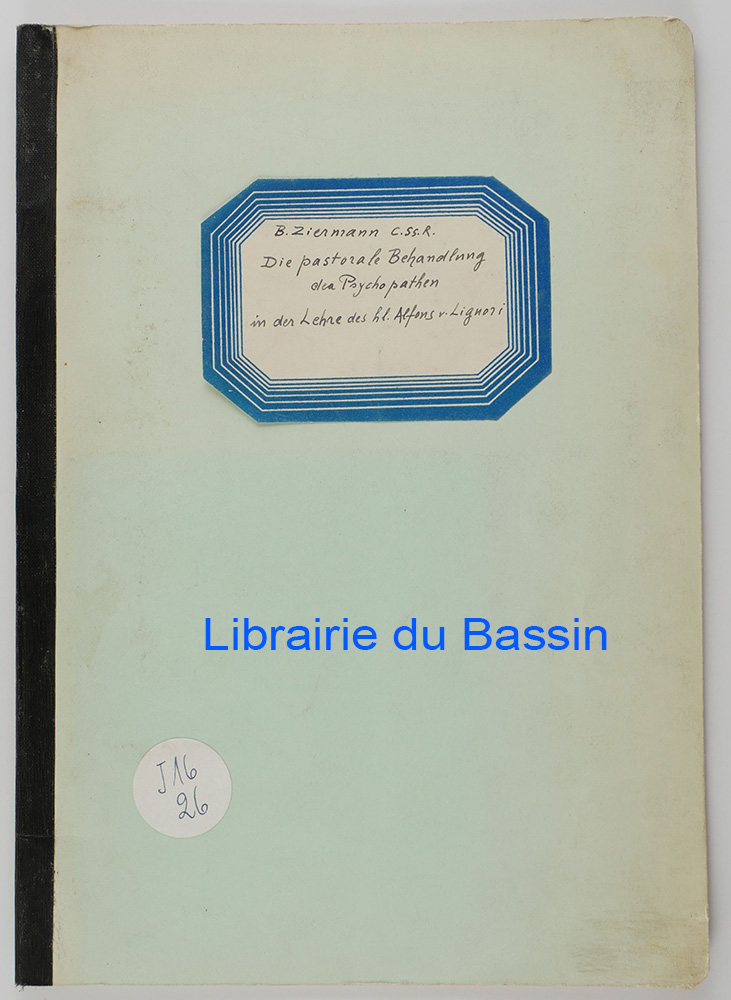 B. Ziermann C.Ss.R.
Die pastorale Behandlung
der Psychopathen
in der Lehre des hl. Alfons v. Liguori
Librairie du Bassin
J16
26